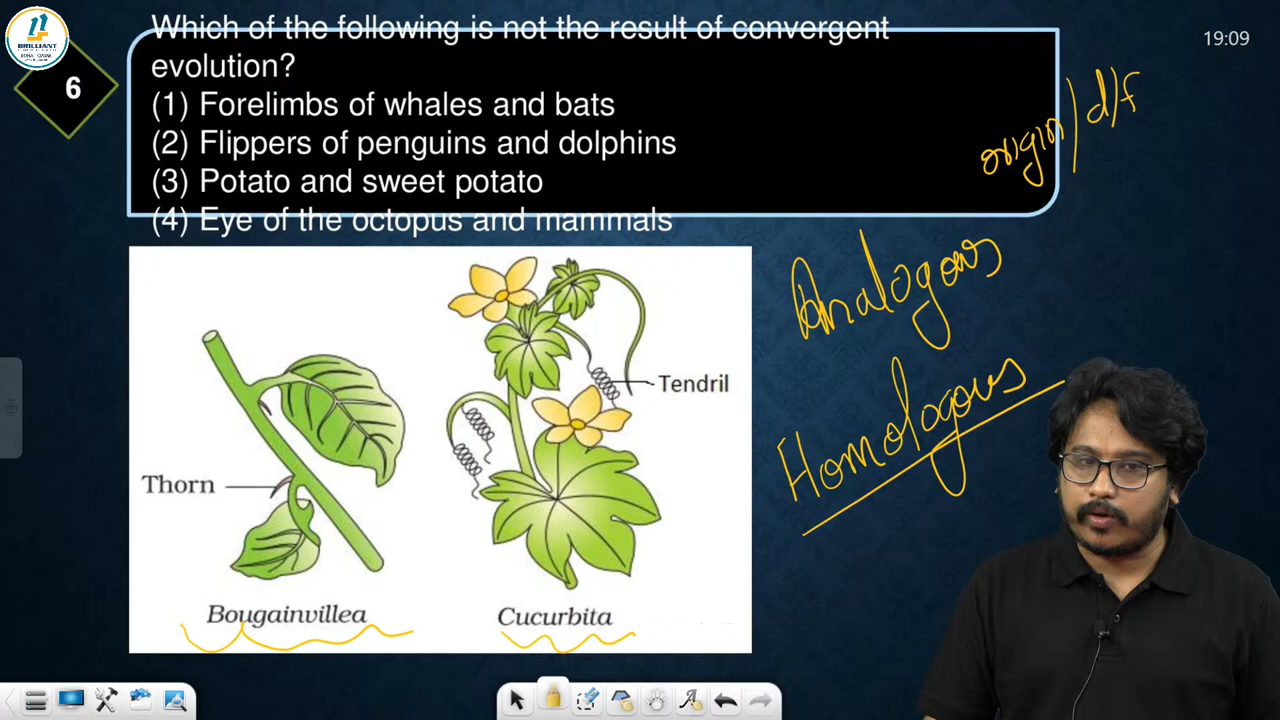 BRILLIANT
6
19:09
Which of the following is not the result of convergent
evolution?
(1) Forelimbs of whales and bats
(2) Flippers of penguins and dolphins
(3) Potato and sweet potato
(4) Eye of the octopus and mammals
origin/d/f
Analogous
Homologous
Tendril
Thorn
Bougainvillea
Cucurbita